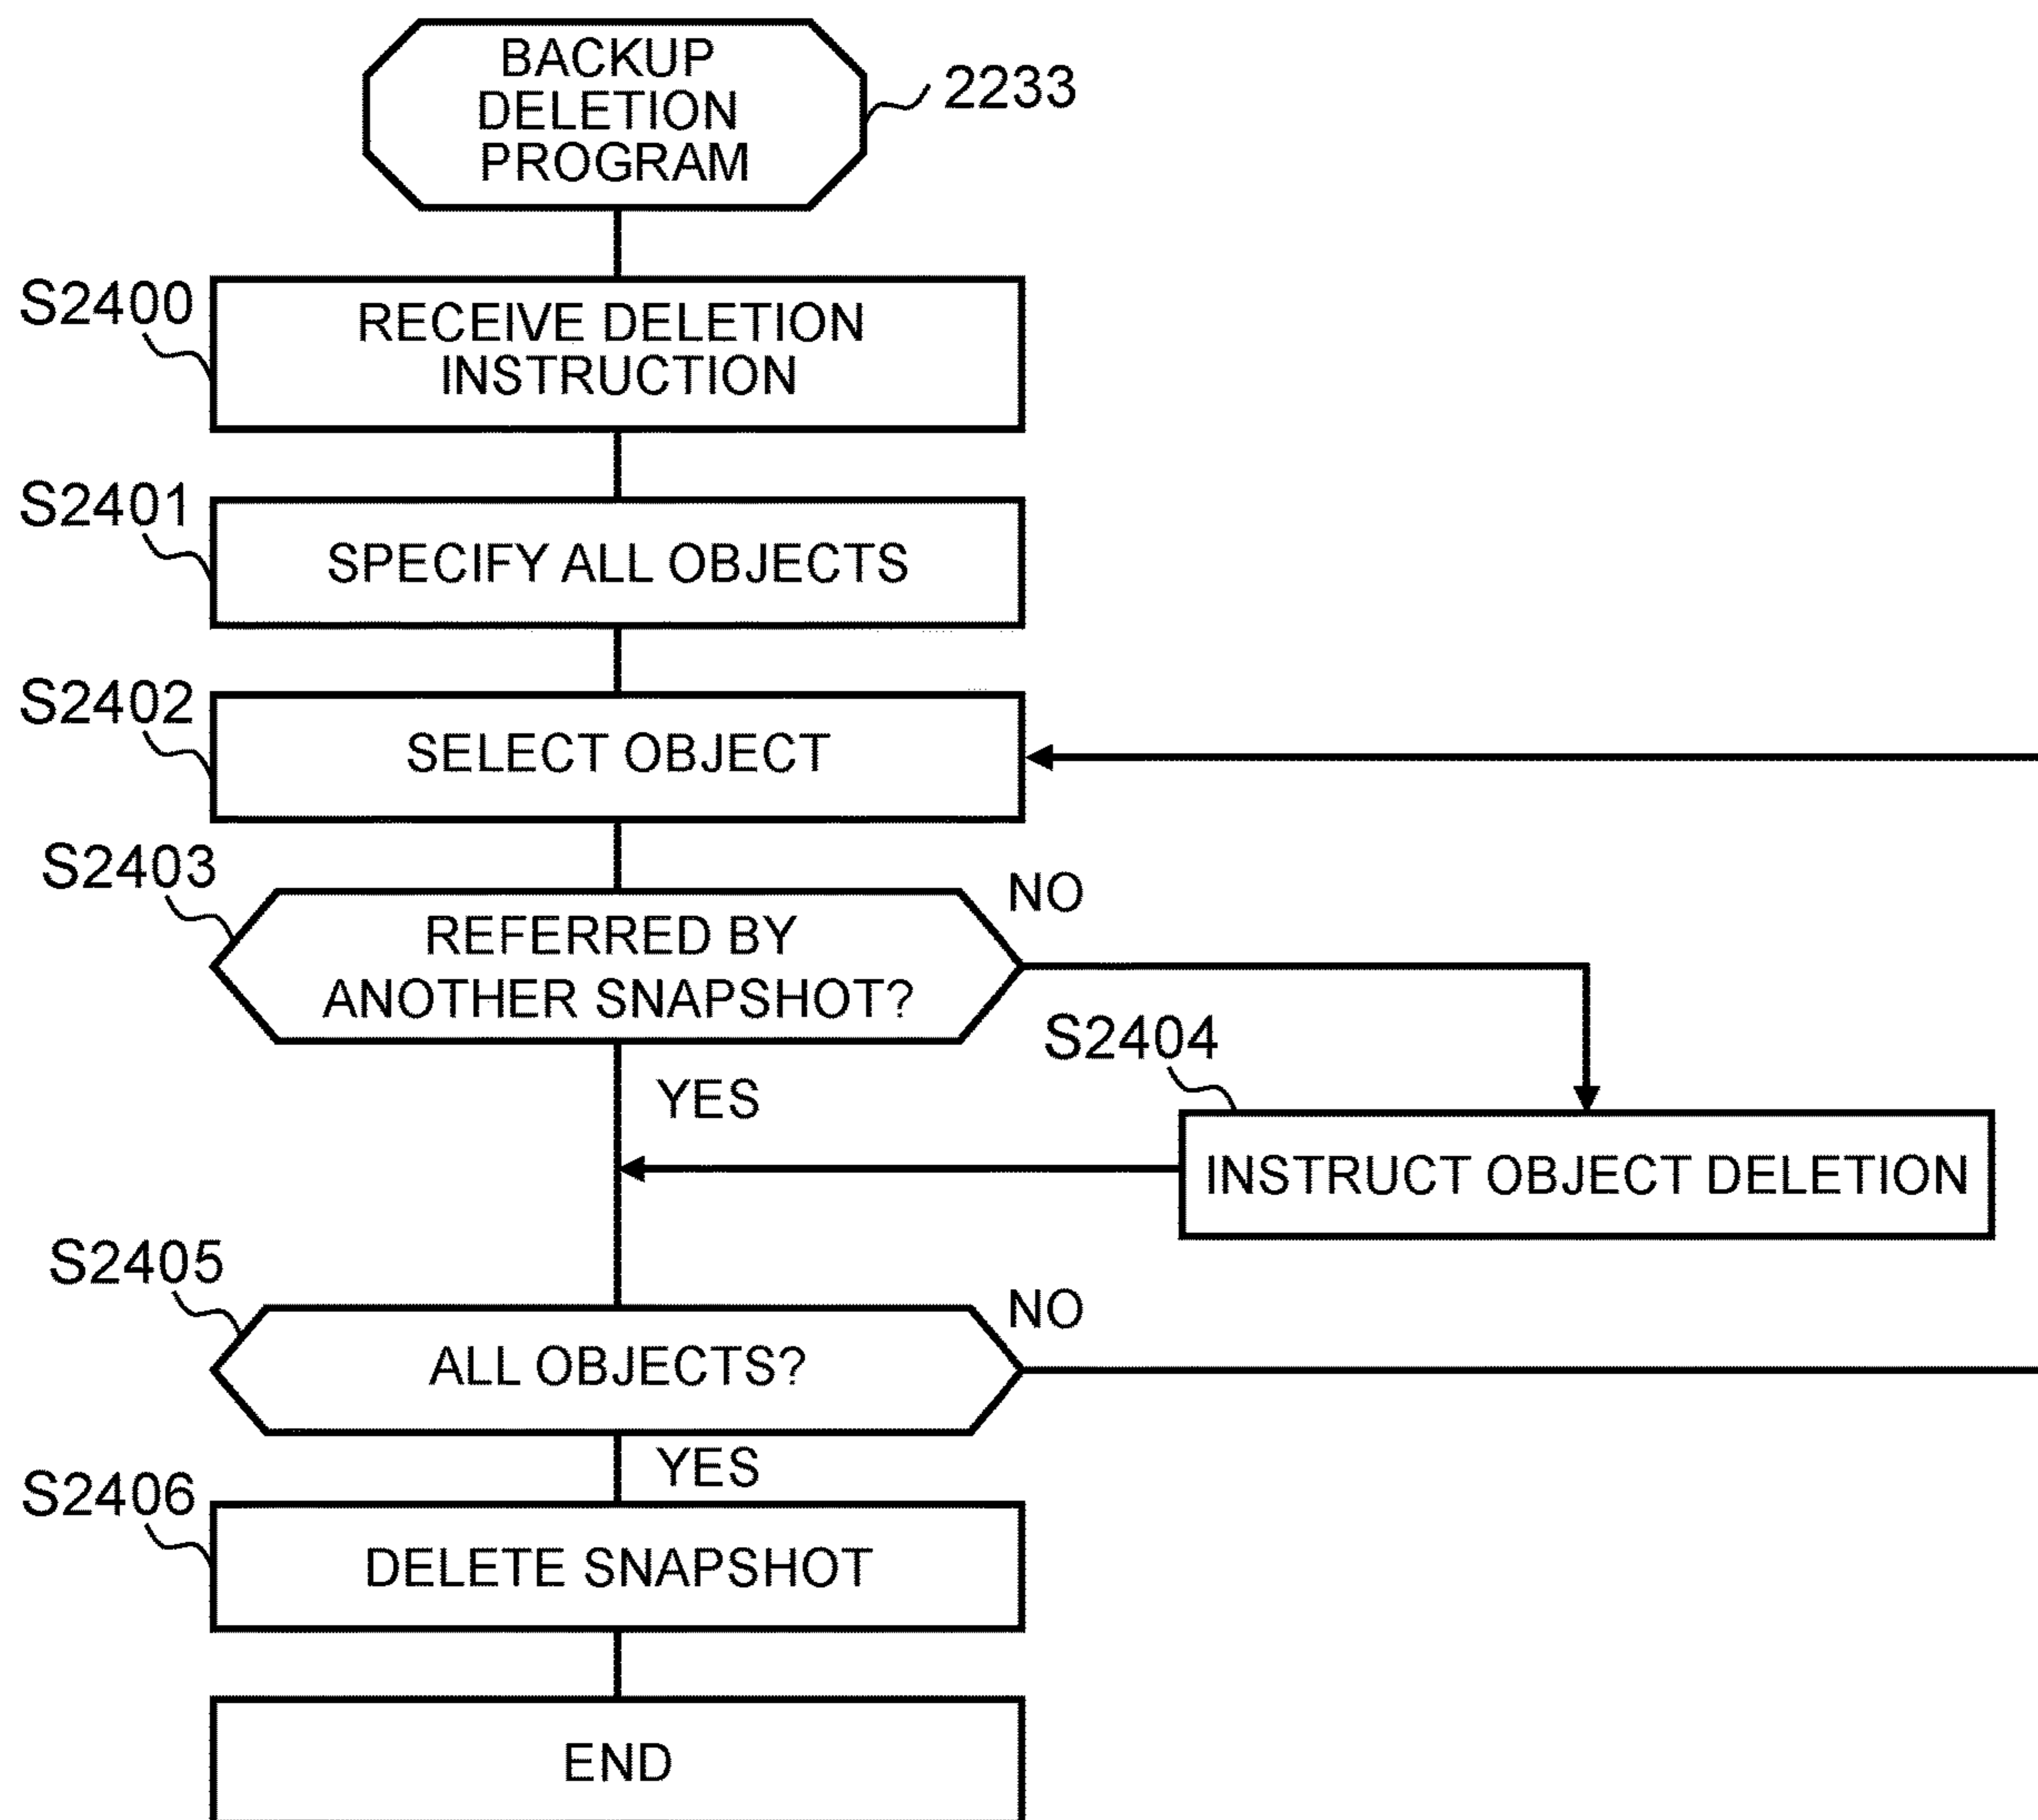 BACKUP
DELETION
PROGRAM
2233
S2400
RECEIVE DELETION
INSTRUCTION
S2401
SPECIFY ALL OBJECTS
S2402
SELECT OBJECT
S2403
REFERRED BY
ANOTHER SNAPSHOT?
NO
YES
S2404
INSTRUCT OBJECT DELETION
S2405
ALL OBJECTS?
NO
YES
S2406
DELETE SNAPSHOT
END